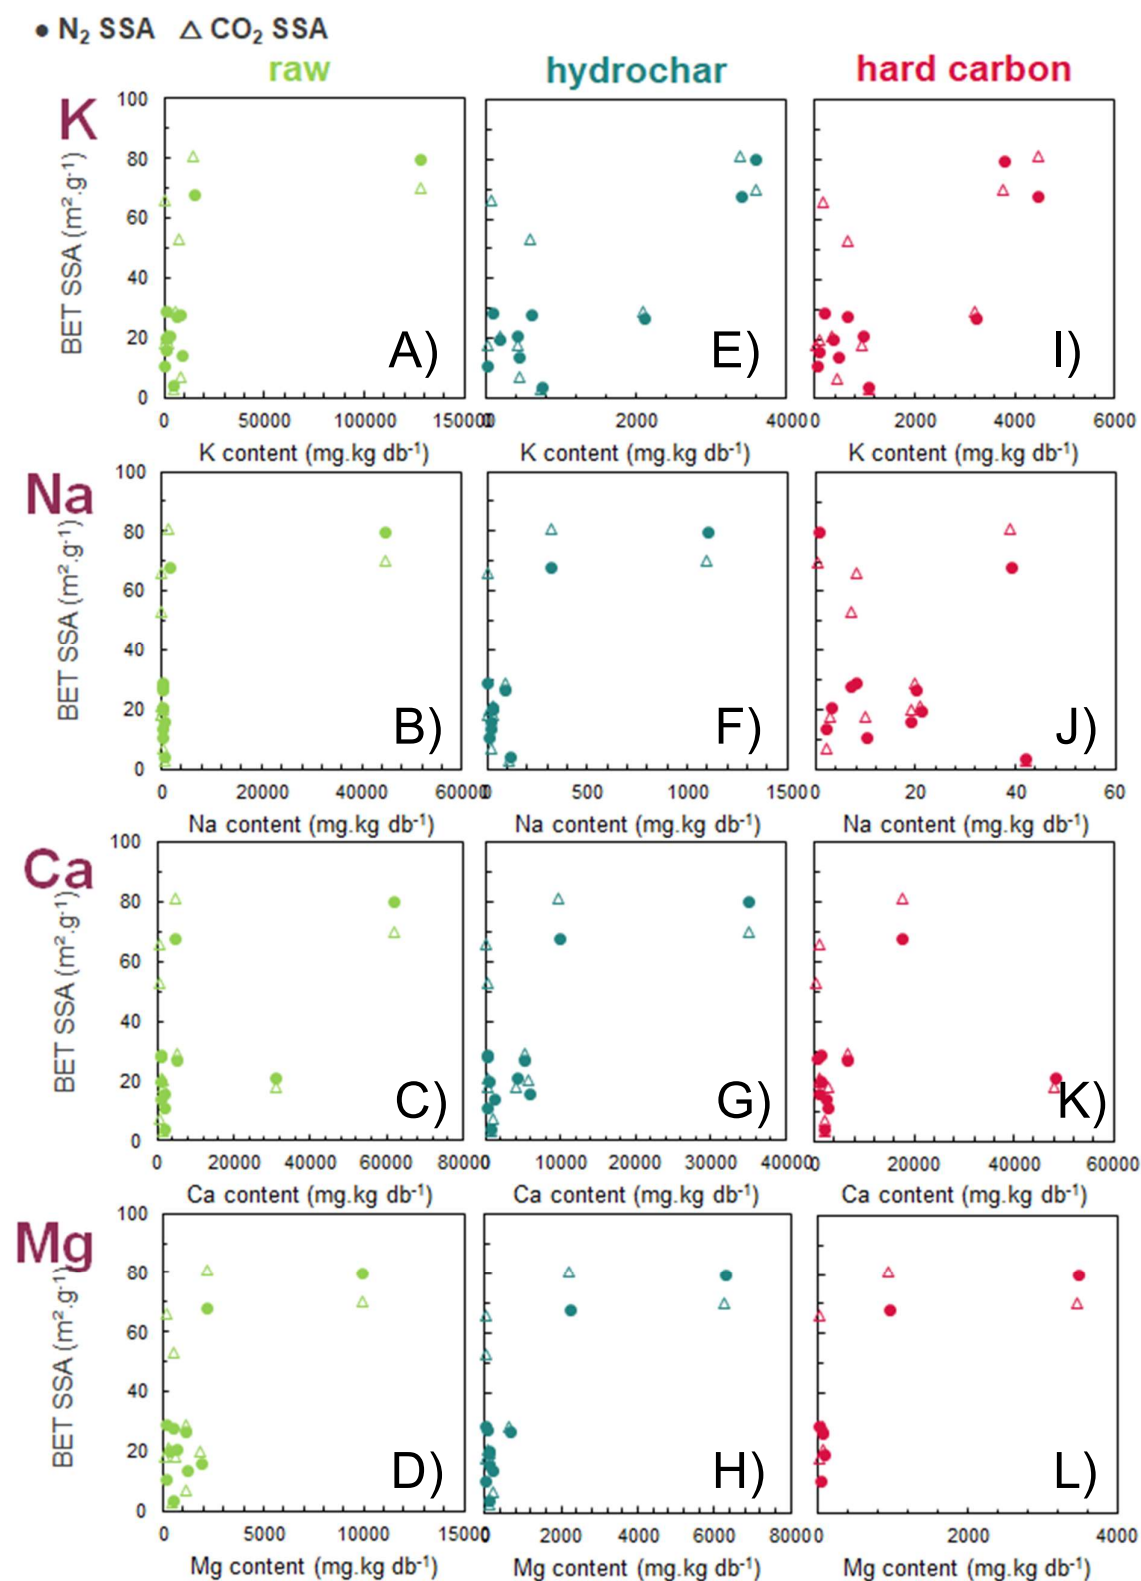 ● N₂ SSA △ CO₂ SSA
raw hydrochar hard carbon
K
BET SSA (m².g⁻¹)
100
80
60
40
20
0
A) E) I)
0 50000 100000 150000 0 2000 4000 0 2000 4000 6000
K content (mg.kg db⁻¹) K content (mg.kg db⁻¹) K content (mg.kg db⁻¹)
Na
BET SSA (m².g⁻¹)
100
80
60
40
20
0
B) F) J)
0 20000 40000 60000 0 500 1000 1500 0 20 40 60
Na content (mg.kg db⁻¹) Na content (mg.kg db⁻¹) Na content (mg.kg db⁻¹)
Ca
BET SSA (m².g⁻¹)
100
80
60
40
20
0
C) G) K)
0 20000 40000 60000 80000 0 10000 20000 30000 40000 0 20000 40000 60000
Ca content (mg.kg db⁻¹) Ca content (mg.kg db⁻¹) Ca content (mg.kg db⁻¹)
Mg
BET SSA (m².g⁻¹)
100
80
60
40
20
0
D) H) L)
0 5000 10000 15000 0 2000 4000 6000 8000 0 2000 4000
Mg content (mg.kg db⁻¹) Mg content (mg.kg db⁻¹) Mg content (mg.kg db⁻¹)